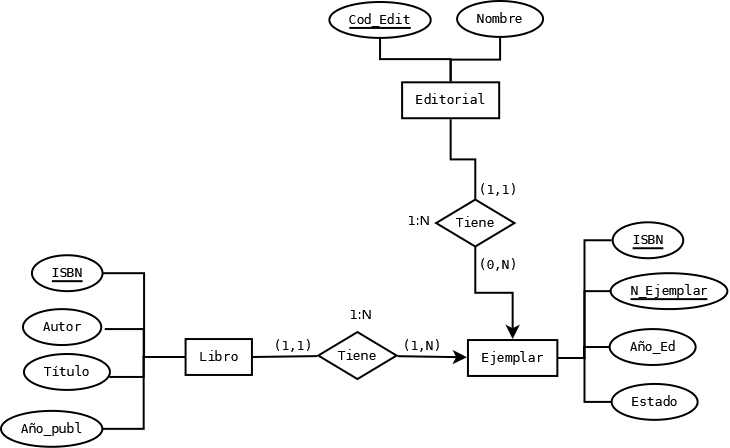 Cod_Edit
Nombre
Editorial
(1,1)
1:N
Tiene
(0,N)
ISBN
N_Ejemplar
Año_Ed
Estado
ISBN
Autor
Título
Año_publ
Libro
(1,1)
1:N
Tiene
(1,N)
Ejemplar